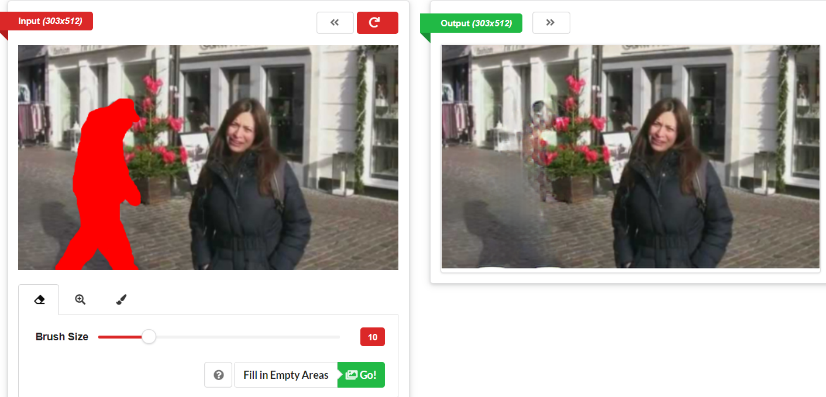 Input (303x512)
Output (303x512)
Brush Size
10
Fill in Empty Areas
Go!